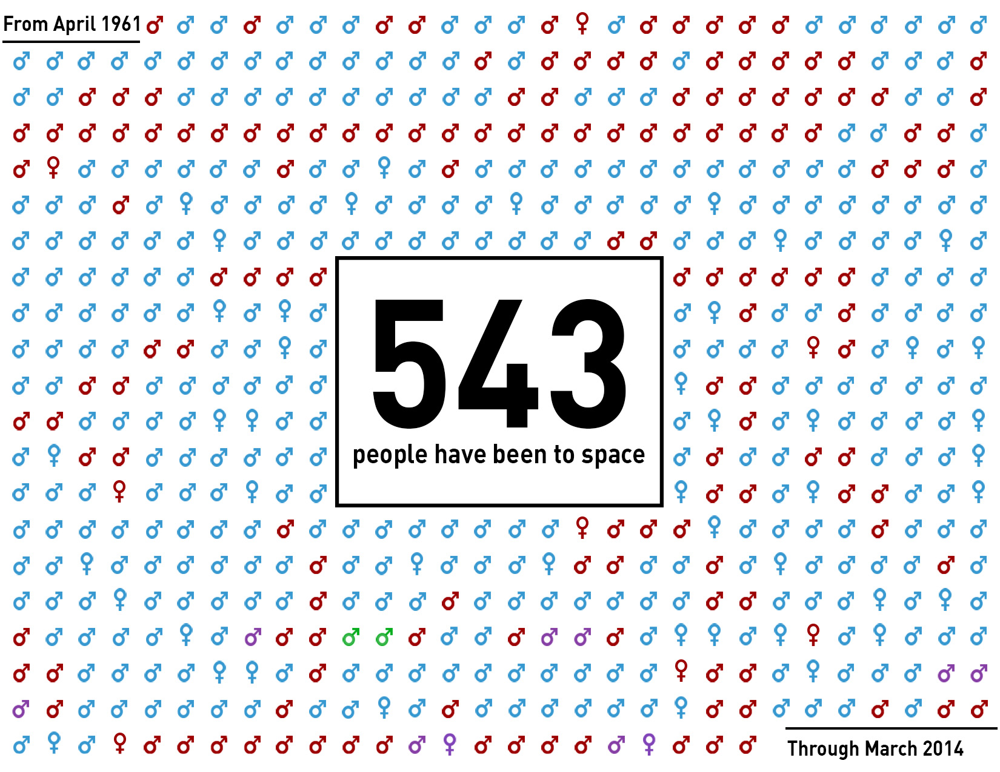 From April 1961
543
people have been to space
Through March 2014